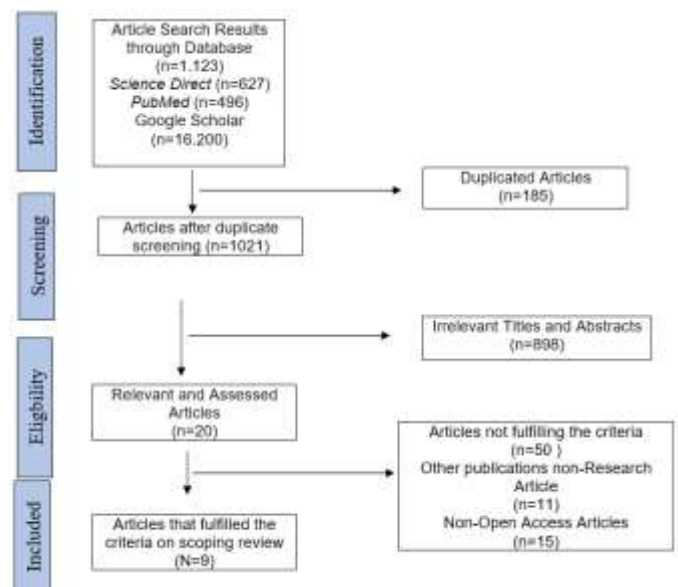 Identification
Article Search Results
through Database
(n=1.123)
Science Direct (n=627)
PubMed (n=496)
Google Scholar
(n=16.200)
Duplicated Articles
(n=185)
Screening
Articles after duplicate
screening (n=1021)
Irrelevant Titles and Abstracts
(n=898)
Eligbility
Relevant and Assessed
Articles
(n=20)
Articles not fulfilling the criteria
(n=50 )
Other publications non-Research
Article
(n=11)
Non-Open Access Articles
(n=15)
Included
Articles that fulfilled the
criteria on scoping review
(N=9)